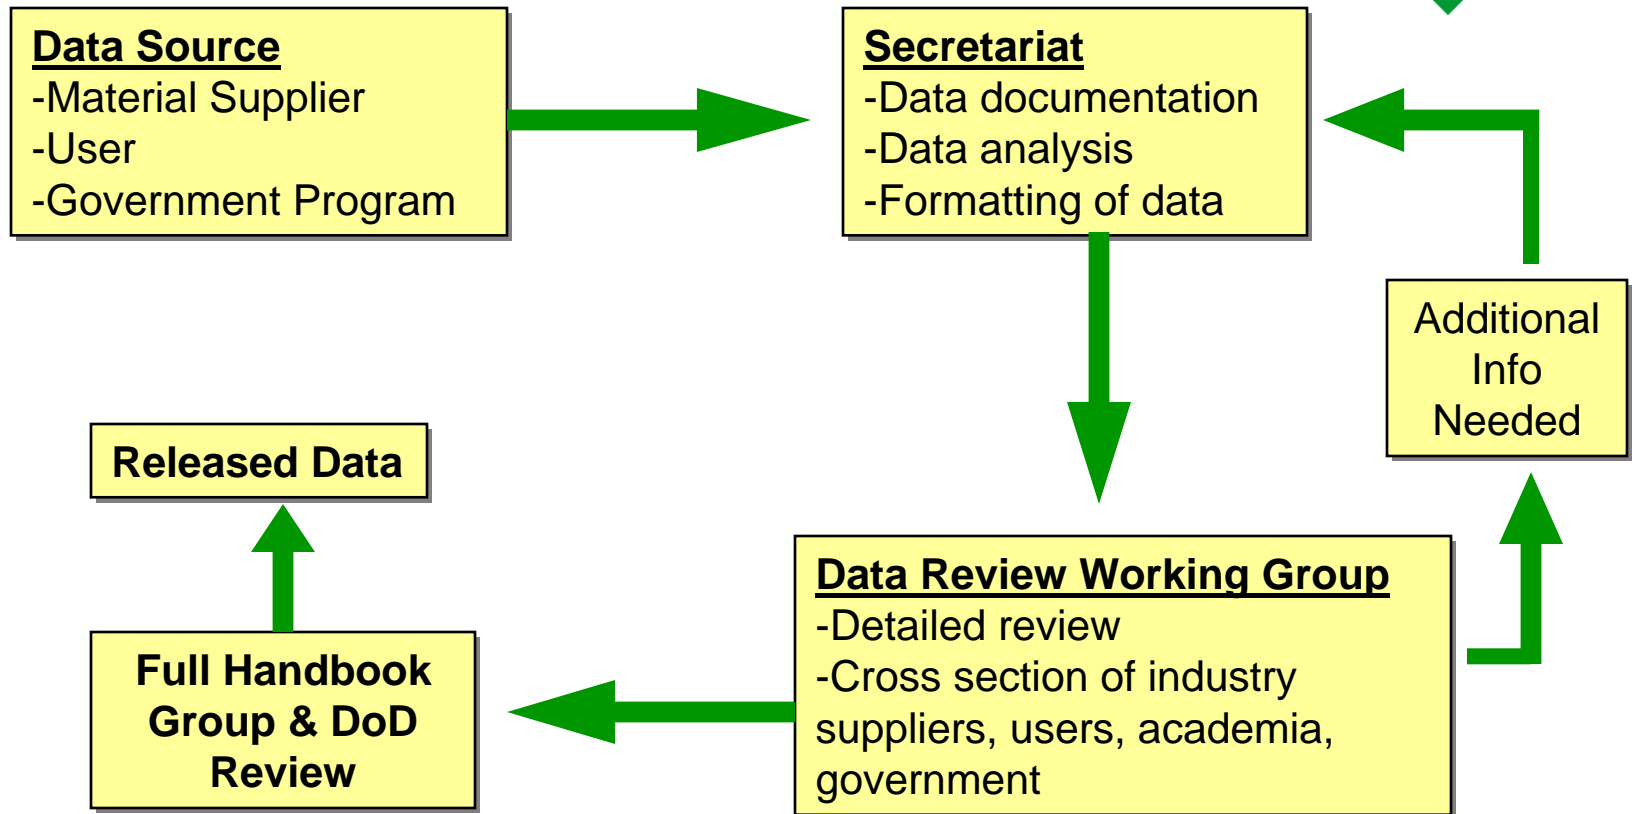 Data Source
-Material Supplier
-User
-Government Program
Secretariat
-Data documentation
-Data analysis
-Formatting of data
Additional
Info
Needed
Released Data
Full Handbook
Group & DoD
Review
Data Review Working Group
-Detailed review
-Cross section of industry
suppliers, users, academia,
government